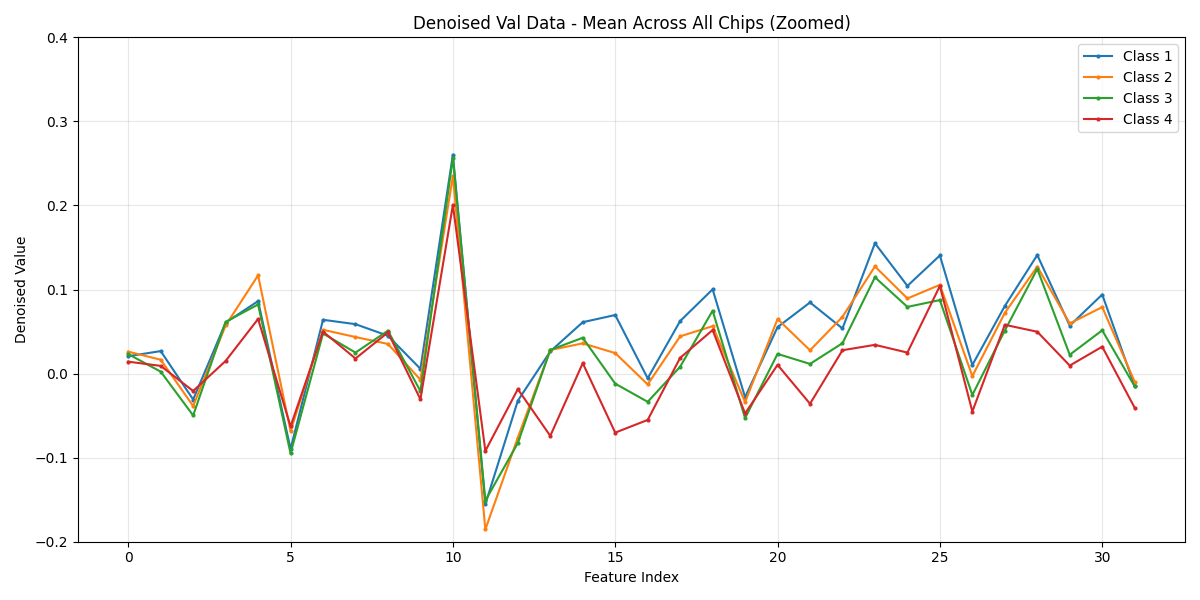 Denoised Val Data - Mean Across All Chips (Zoomed)
Denoised Value
0.4
0.3
0.2
0.1
0.0
−0.1
−0.2
Class 1
Class 2
Class 3
Class 4
0 5 10 15 20 25 30
Feature Index